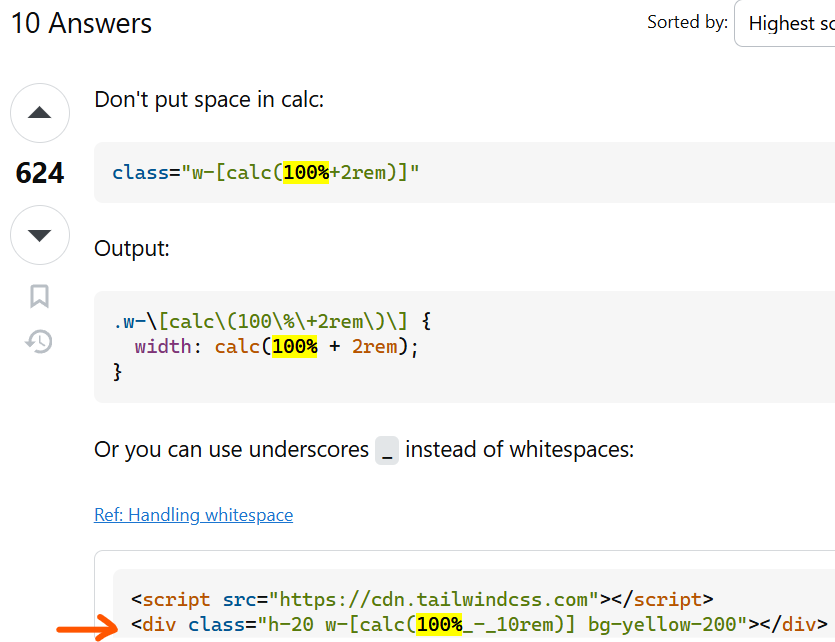 10 Answers
Sorted by:
Highest sc
624
Don't put space in calc:
class="w-[calc(100%+2rem)]"
Output:
.w-\[calc\(100\%\+2rem\)\] {
  width: calc(100% + 2rem);
}
Or you can use underscores _ instead of whitespaces:
Ref: Handling whitespace
<script src="https://cdn.tailwindcss.com"></script>
<div class="h-20 w-[calc(100%_-_10rem)] bg-yellow-200"></div>